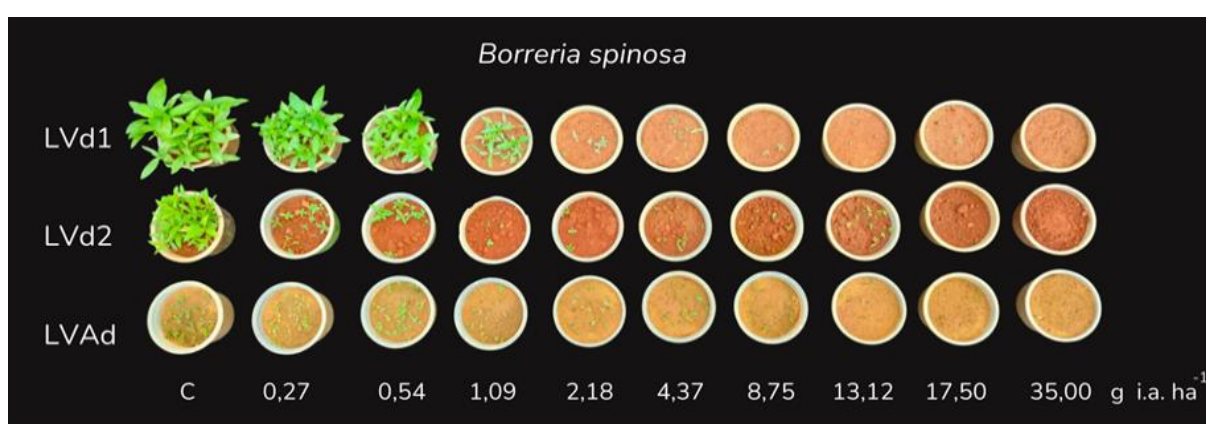 Borreria spinosa
LVd1
LVd2
LVAd
C 0,27 0,54 1,09 2,18 4,37 8,75 13,12 17,50 35,00 g i.a. ha⁻¹